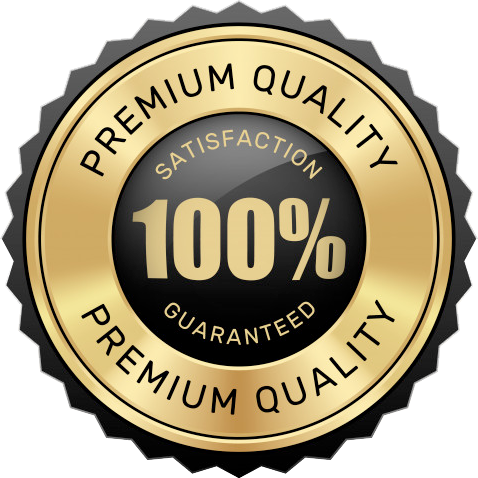 PREMIUM QUALITY
SATISFACTION
100%
GUARANTEED
PREMIUM QUALITY